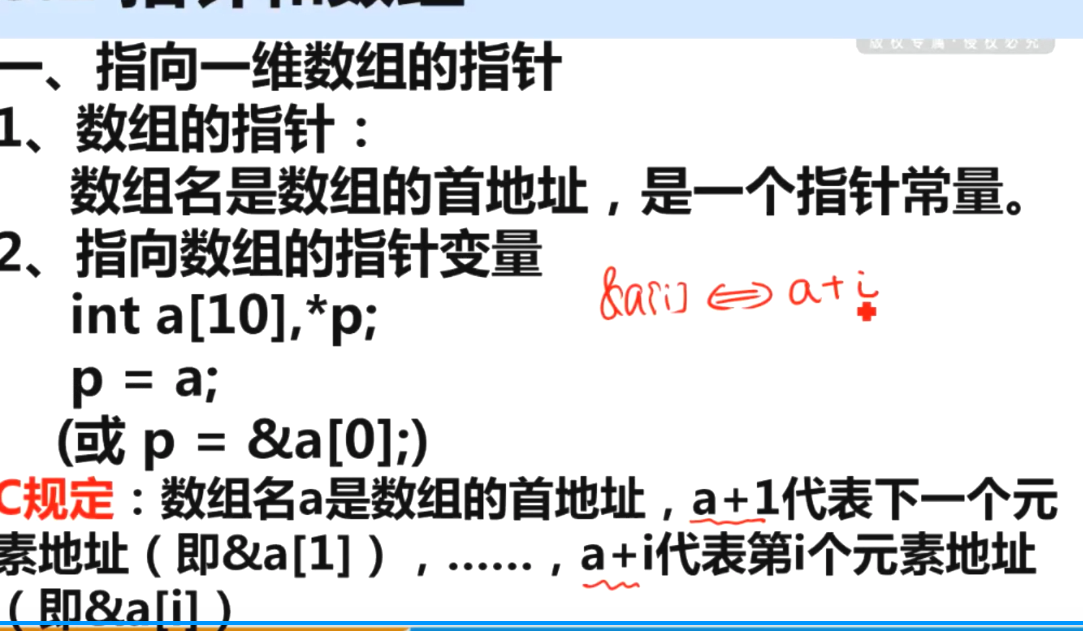 版权专属·侵权必究
一、指向一维数组的指针
1、数组的指针：
数组名是数组的首地址，是一个指针常量。
2、指向数组的指针变量
int a[10],*p;
&a[i] ⇔ a+i
p = a;
(或 p = &a[0];)
C规定：数组名a是数组的首地址，a+1代表下一个元
素地址（即&a[1]），……，a+i代表第i个元素地址
（即&a[i]）